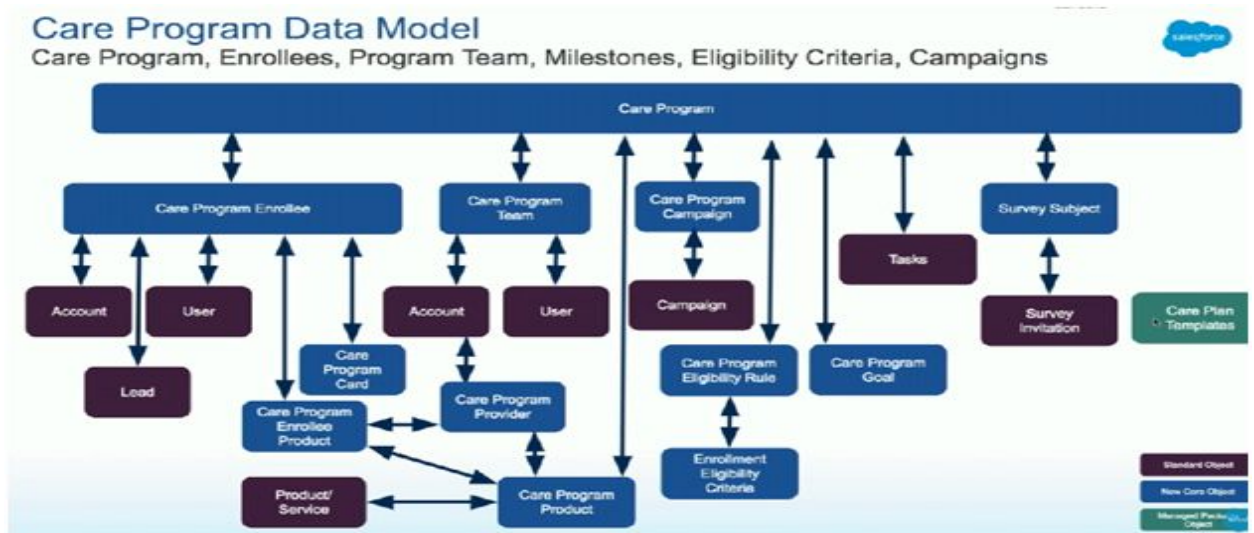 Care Program Data Model
salesforce
Care Program, Enrollees, Program Team, Milestones, Eligibility Criteria, Campaigns
Care Program
Care Program Enrollee
Care Program
Team
Care Program
Campaign
Survey Subject
Tasks
Account
User
Account
User
Campaign
Survey
Invitation
Care Plan
Templates
Lead
Care
Program
Card
Care Program
Eligibility Rule
Care Program
Goal
Care Program
Enrollee
Product
Care Program
Provider
Enrollment
Eligibility
Criteria
Product/
Service
Care Program
Product
Standard Object
New Core Object
Managed
Object